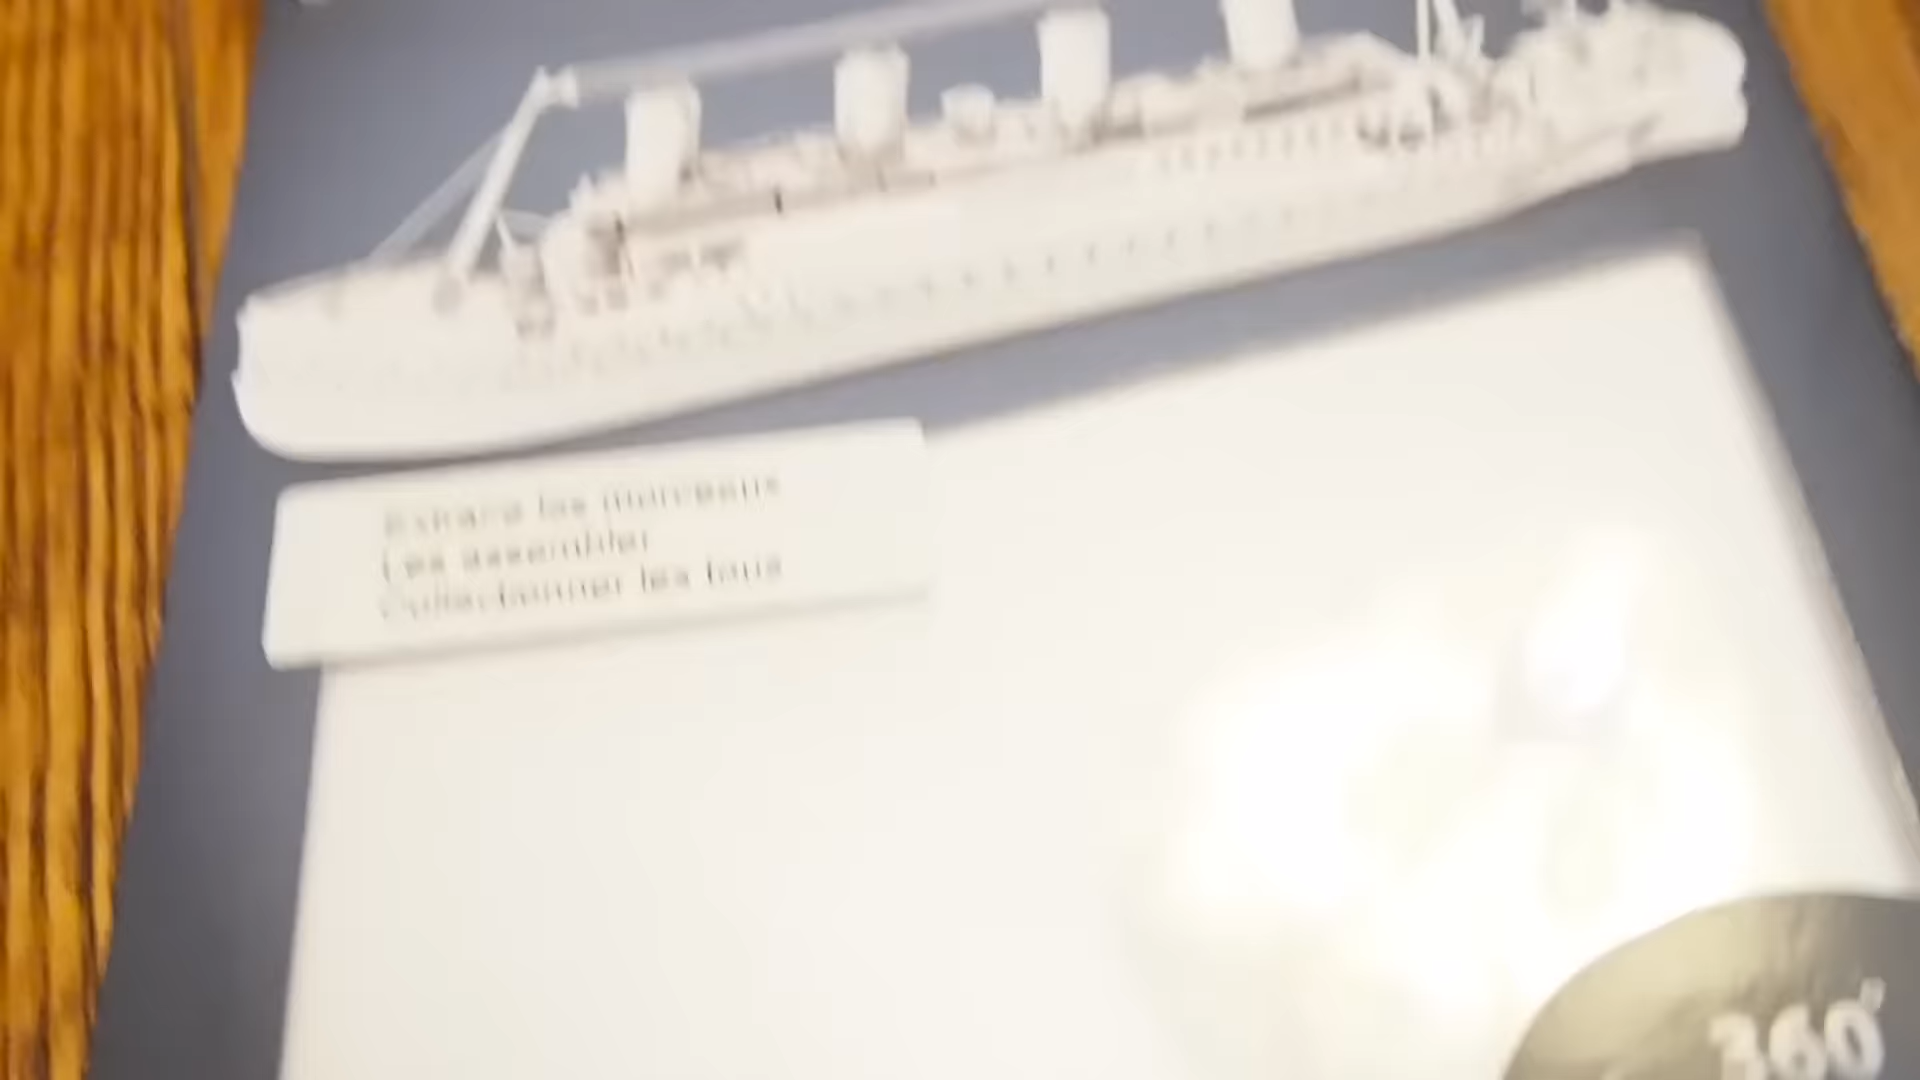 Extraire les morceaux
Les assembler
Collectionner les tous
360°